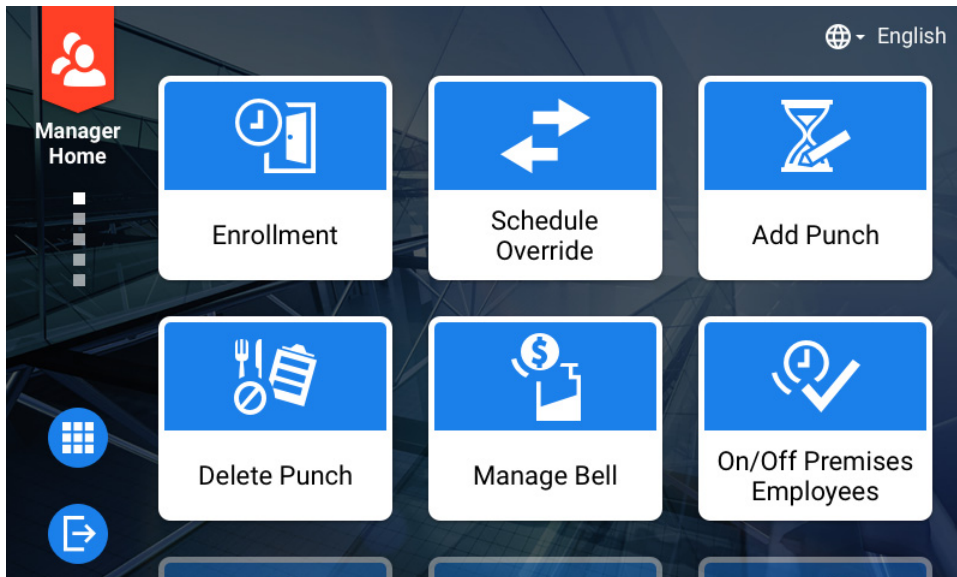 English
Manager
Home
Enrollment
Schedule
Override
Add Punch
Delete Punch
Manage Bell
On/Off Premises
Employees